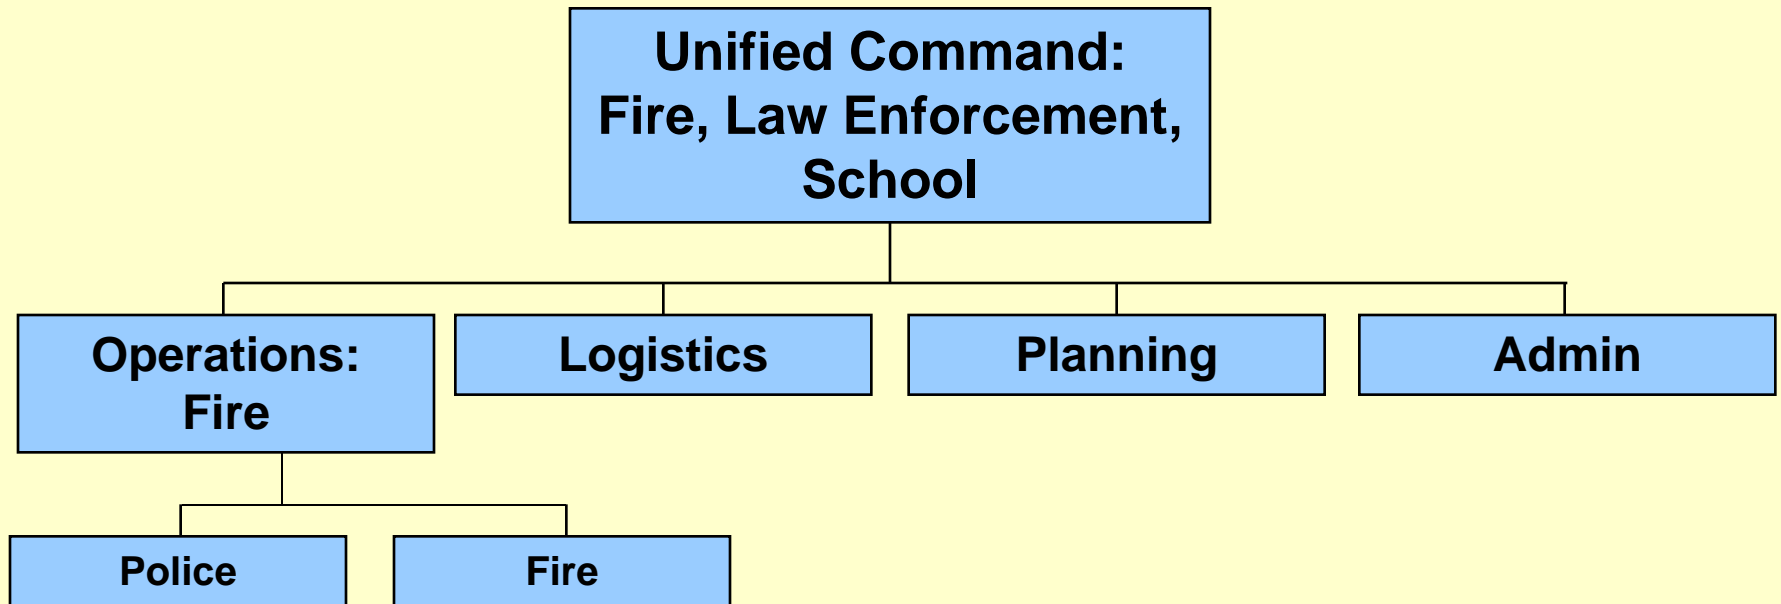 Unified Command:
Fire, Law Enforcement,
School
Operations:
Fire
Logistics
Planning
Admin
Police
Fire